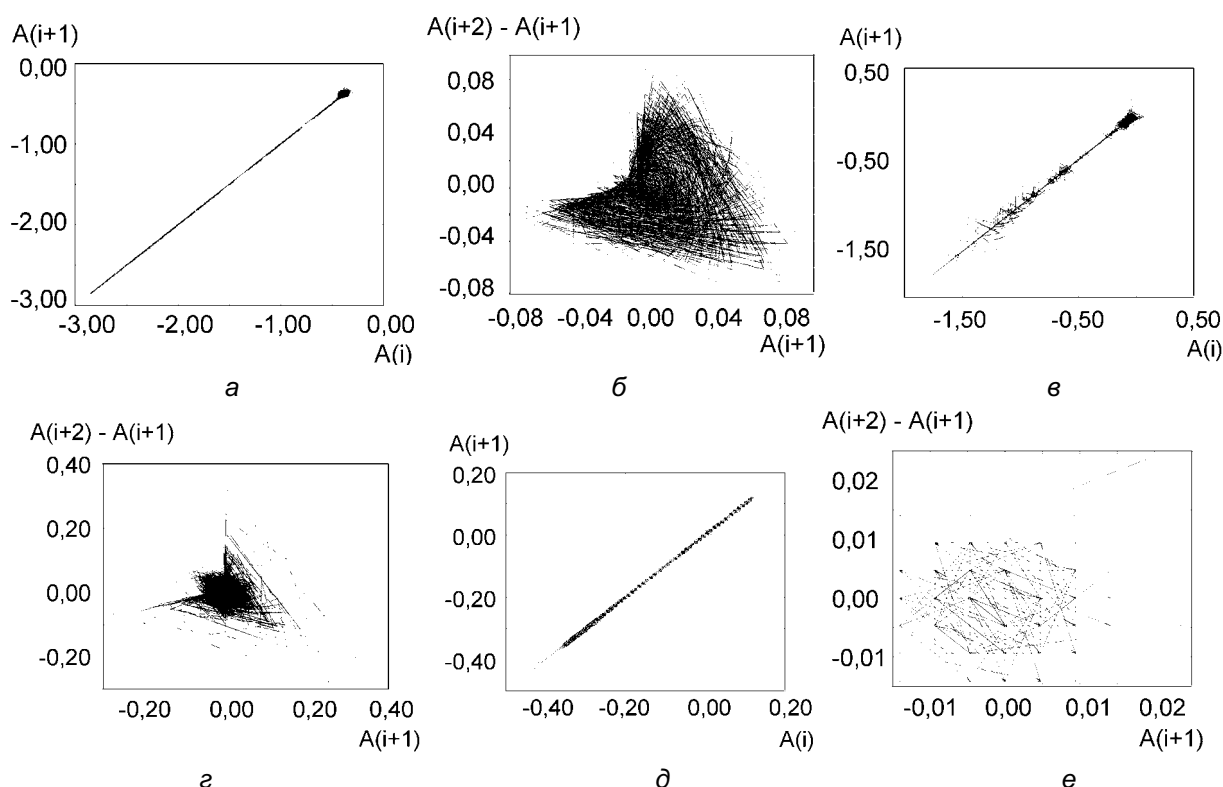 A(i+1)
0,00
-1,00
-2,00
-3,00
-3,00 -2,00 -1,00 0,00
A(i)
а
A(i+2) - A(i+1)
0,08
0,04
0,00
-0,04
-0,08
-0,08 -0,04 0,00 0,04 0,08
A(i+1)
б
A(i+1)
0,50
-0,50
-1,50
-1,50 -0,50 0,50
A(i)
в
A(i+2) - A(i+1)
0,40
0,20
0,00
-0,20
-0,20 0,00 0,20 0,40
A(i+1)
г
A(i+1)
0,20
0,00
-0,20
-0,40
-0,40 -0,20 0,00 0,20
A(i)
д
A(i+2) - A(i+1)
0,02
0,01
0,00
-0,01
-0,01 0,00 0,01 0,02
A(i+1)
е